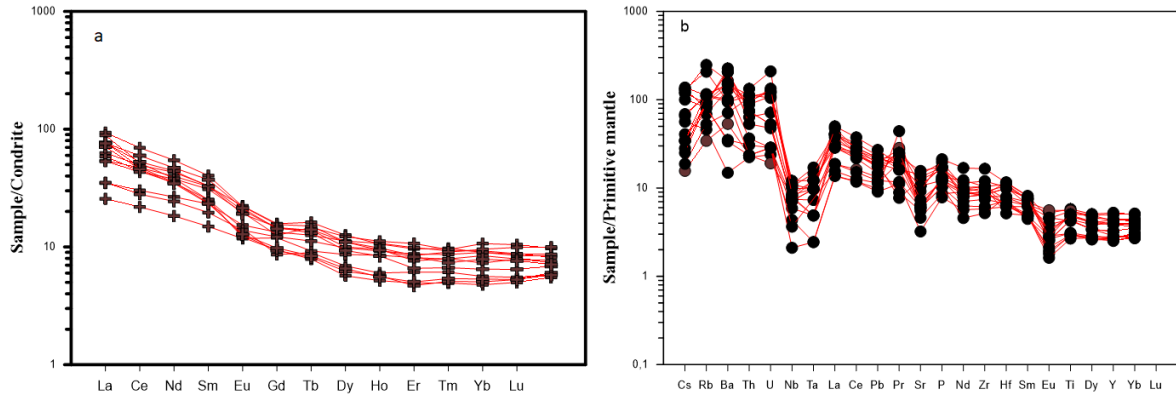 a
Sample/Condrite
1000
100
10
1
La Ce Nd Sm Eu Gd Tb Dy Ho Er Tm Yb Lu
b
Sample/Primitive mantle
1000
100
10
1
0,1
Cs Rb Ba Th U Nb Ta La Ce Pb Pr Sr P Nd Zr Hf Sm Eu Ti Dy Y Yb Lu